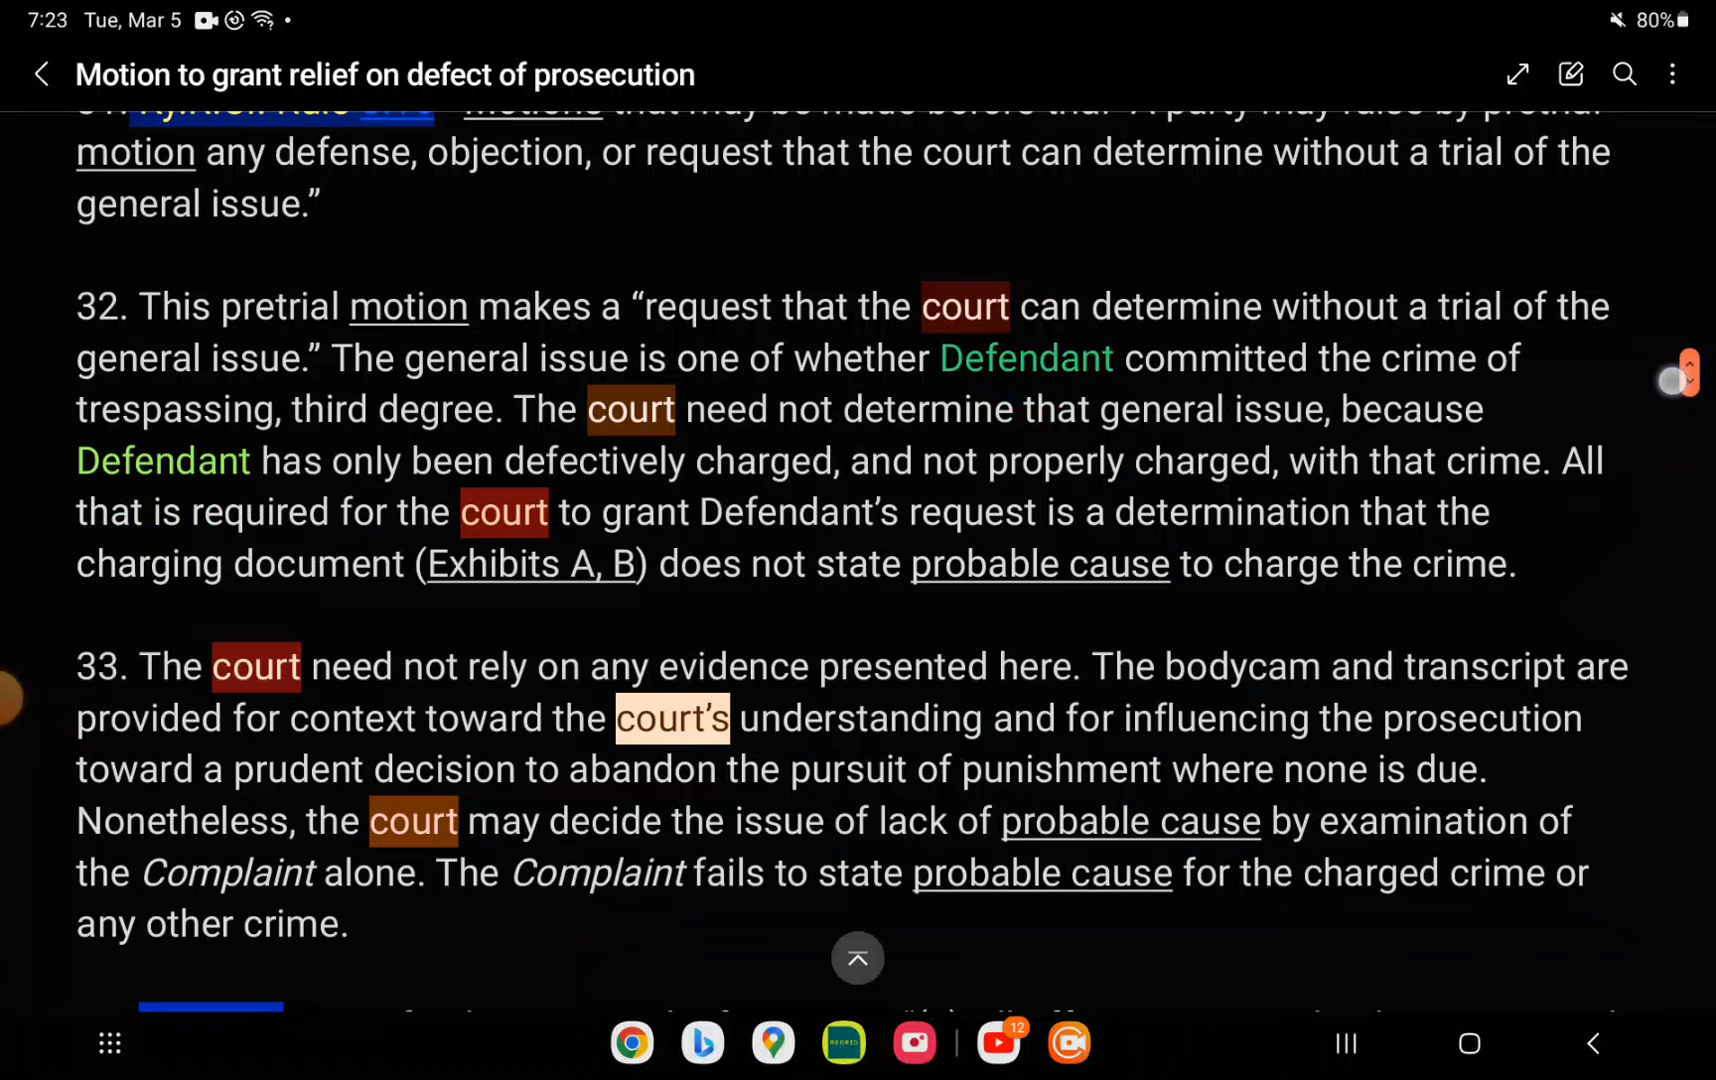 7:23 Tue, Mar 5
80%
Motion to grant relief on defect of prosecution
motion any defense, objection, or request that the court can determine without a trial of the
general issue.”
32. This pretrial motion makes a “request that the court can determine without a trial of the
general issue.” The general issue is one of whether Defendant committed the crime of
trespassing, third degree. The court need not determine that general issue, because
Defendant has only been defectively charged, and not properly charged, with that crime. All
that is required for the court to grant Defendant’s request is a determination that the
charging document (Exhibits A, B) does not state probable cause to charge the crime.
33. The court need not rely on any evidence presented here. The bodycam and transcript are
provided for context toward the court’s understanding and for influencing the prosecution
toward a prudent decision to abandon the pursuit of punishment where none is due.
Nonetheless, the court may decide the issue of lack of probable cause by examination of
the Complaint alone. The Complaint fails to state probable cause for the charged crime or
any other crime.
12